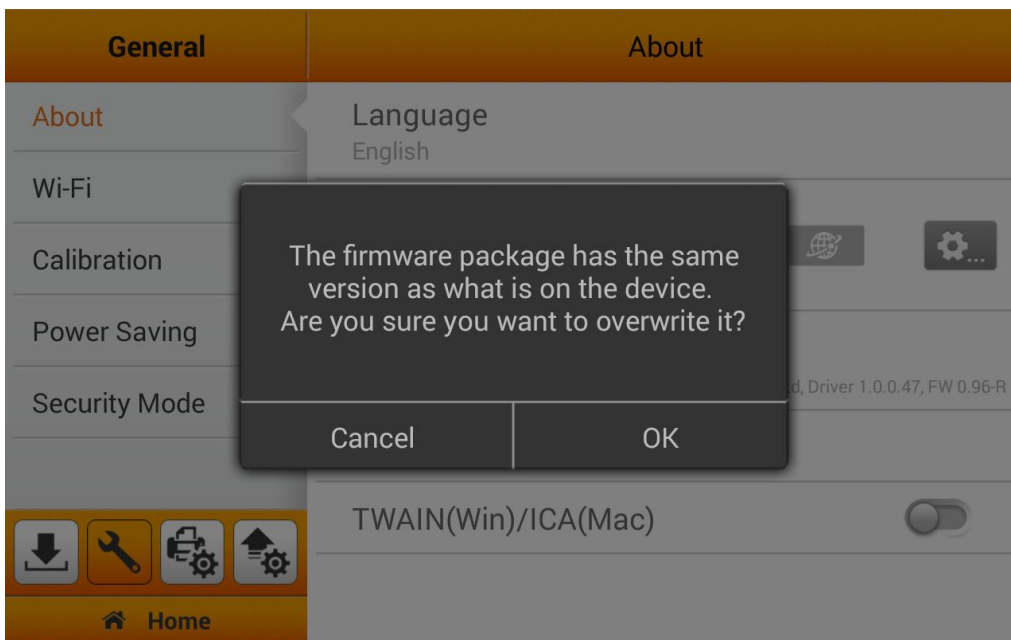 General
About
About
Wi-Fi
Calibration
Power Saving
Security Mode
Home
Language
English
d, Driver 1.0.0.47, FW 0.96-R
TWAIN(Win)/ICA(Mac)
The firmware package has the same
version as what is on the device.
Are you sure you want to overwrite it?
Cancel
OK